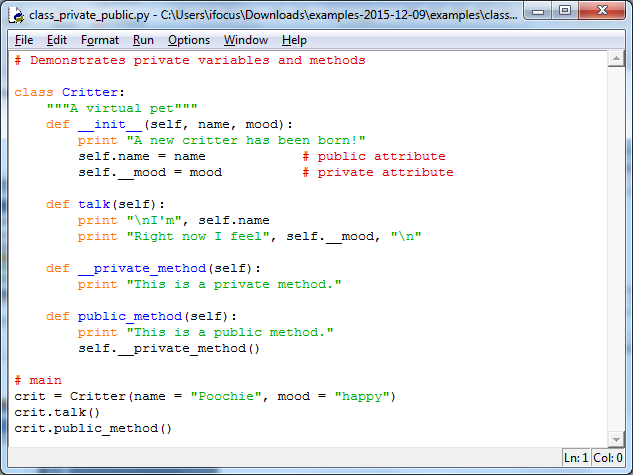 class_private_public.py - C:\Users\ifocus\Downloads\examples-2015-12-09\examples\class...
File Edit Format Run Options Window Help
# Demonstrates private variables and methods
class Critter:
    """A virtual pet"""
    def __init__(self, name, mood):
        print "A new critter has been born!"
        self.name = name            # public attribute
        self.__mood = mood          # private attribute
    def talk(self):
        print "\nI'm", self.name
        print "Right now I feel", self.__mood, "\n"
    def __private_method(self):
        print "This is a private method."
    def public_method(self):
        print "This is a public method."
        self.__private_method()
# main
crit = Critter(name = "Poochie", mood = "happy")
crit.talk()
crit.public_method()
Ln: 1 Col: 0